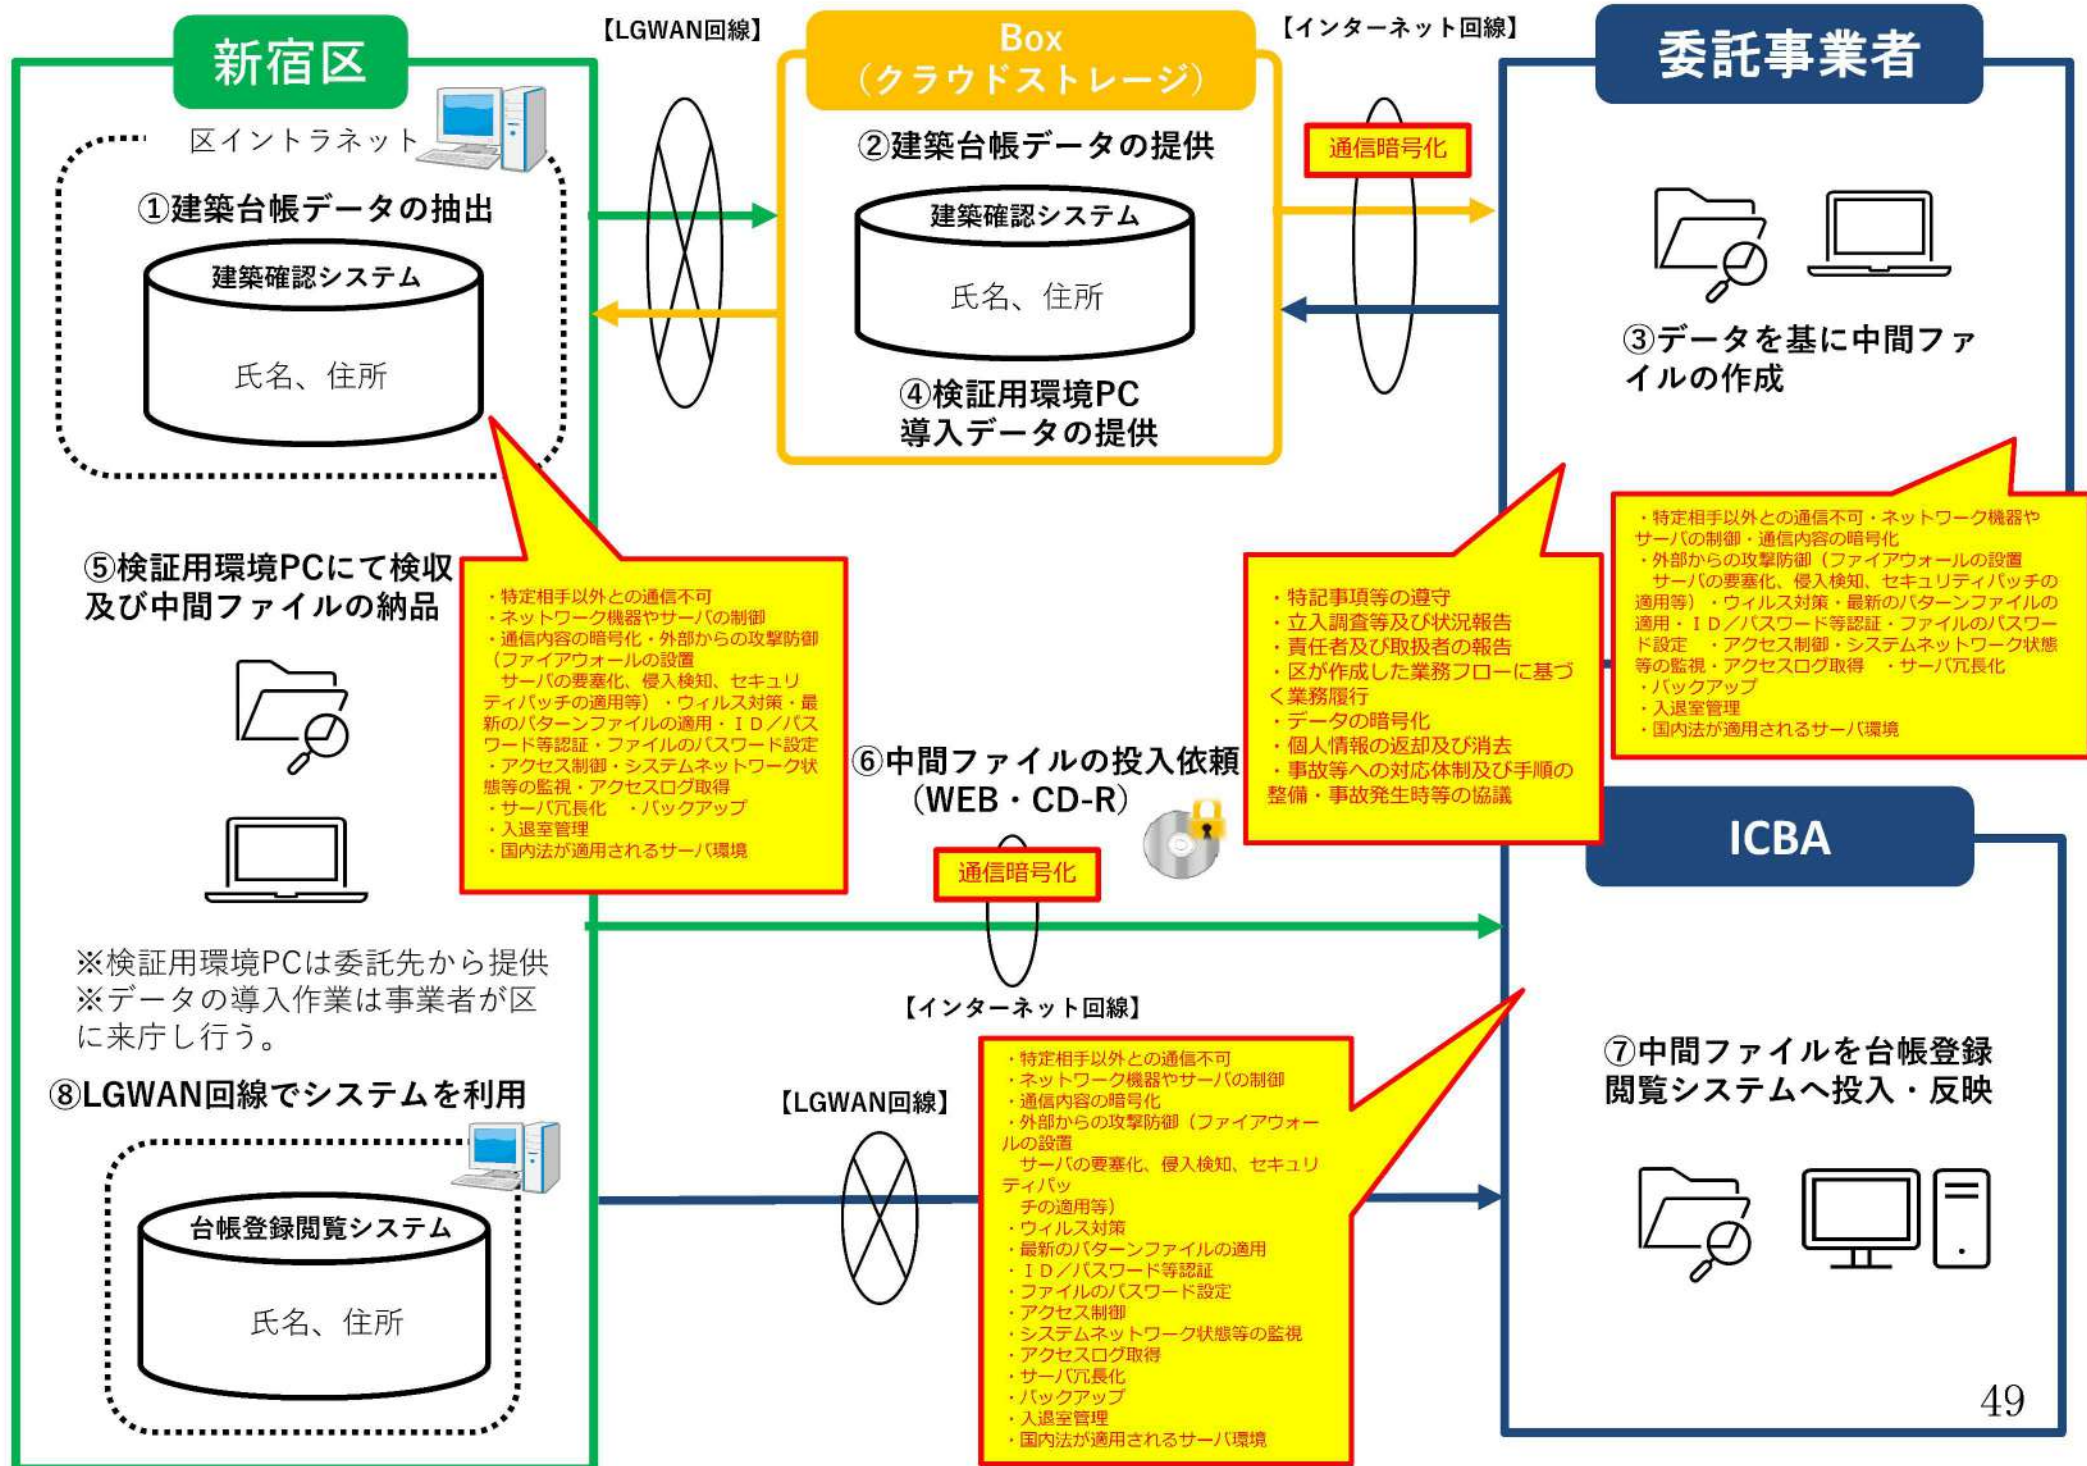 新宿区
【LGWAN回線】
Box
（クラウドストレージ）
【インターネット回線】
委託事業者
区イントラネット
①建築台帳データの抽出
建築確認システム
氏名、住所
②建築台帳データの提供
建築確認システム
氏名、住所
④検証用環境PC
導入データの提供
通信暗号化
③データを基に中間ファ
イルの作成
⑤検証用環境PCにて検収
及び中間ファイルの納品
・特定相手以外との通信不可
・ネットワーク機器やサーバの制御
・通信内容の暗号化・外部からの攻撃防御
（ファイアウォールの設置
サーバの要塞化、侵入検知、セキュリ
ティパッチの適用等）・ウィルス対策・最
新のパターンファイルの適用・ＩＤ／パス
ワード等認証・ファイルのパスワード設定
・アクセス制御・システムネットワーク状
態等の監視・アクセスログ取得
・サーバ冗長化　・バックアップ
・入退室管理
・国内法が適用されるサーバ環境
・特記事項等の遵守
・立入調査等及び状況報告
・責任者及び取扱者の報告
・区が作成した業務フローに基づ
く業務履行
・データの暗号化
・個人情報の返却及び消去
・事故等への対応体制及び手順の
整備・事故発生時等の協議
・特定相手以外との通信不可・ネットワーク機器や
サーバの制御・通信内容の暗号化
・外部からの攻撃防御（ファイアウォールの設置
サーバの要塞化、侵入検知、セキュリティパッチの
適用等）・ウィルス対策・最新のパターンファイルの
適用・ＩＤ／パスワード等認証・ファイルのパスワー
ド設定　・アクセス制御・システムネットワーク状態
等の監視・アクセスログ取得　・サーバ冗長化
・バックアップ
・入退室管理
・国内法が適用されるサーバ環境
⑥中間ファイルの投入依頼
（WEB・CD-R）
通信暗号化
【インターネット回線】
ICBA
※検証用環境PCは委託先から提供
※データの導入作業は事業者が区
に来庁し行う。
⑧LGWAN回線でシステムを利用
台帳登録閲覧システム
氏名、住所
【LGWAN回線】
・特定相手以外との通信不可
・ネットワーク機器やサーバの制御
・通信内容の暗号化
・外部からの攻撃防御（ファイアウォー
ルの設置
サーバの要塞化、侵入検知、セキュリ
ティパッ
チの適用等）
・ウィルス対策
・最新のパターンファイルの適用
・ＩＤ／パスワード等認証
・ファイルのパスワード設定
・アクセス制御
・システムネットワーク状態等の監視
・アクセスログ取得
・サーバ冗長化
・バックアップ
・入退室管理
・国内法が適用されるサーバ環境
⑦中間ファイルを台帳登録
閲覧システムへ投入・反映
49